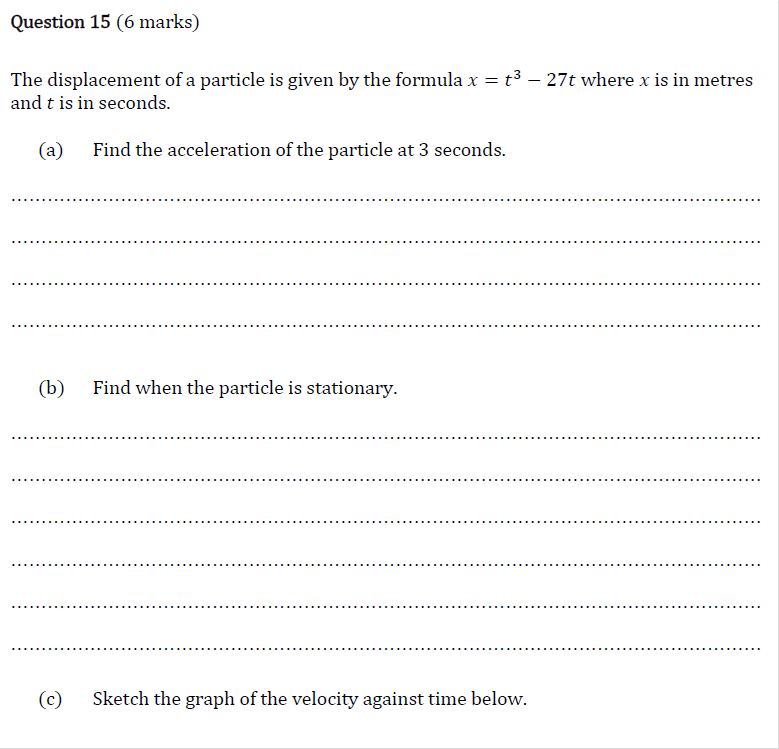 Question 15 (6 marks)
The displacement of a particle is given by the formula x = t³ − 27t where x is in metres
and t is in seconds.
(a) Find the acceleration of the particle at 3 seconds.
(b) Find when the particle is stationary.
(c) Sketch the graph of the velocity against time below.